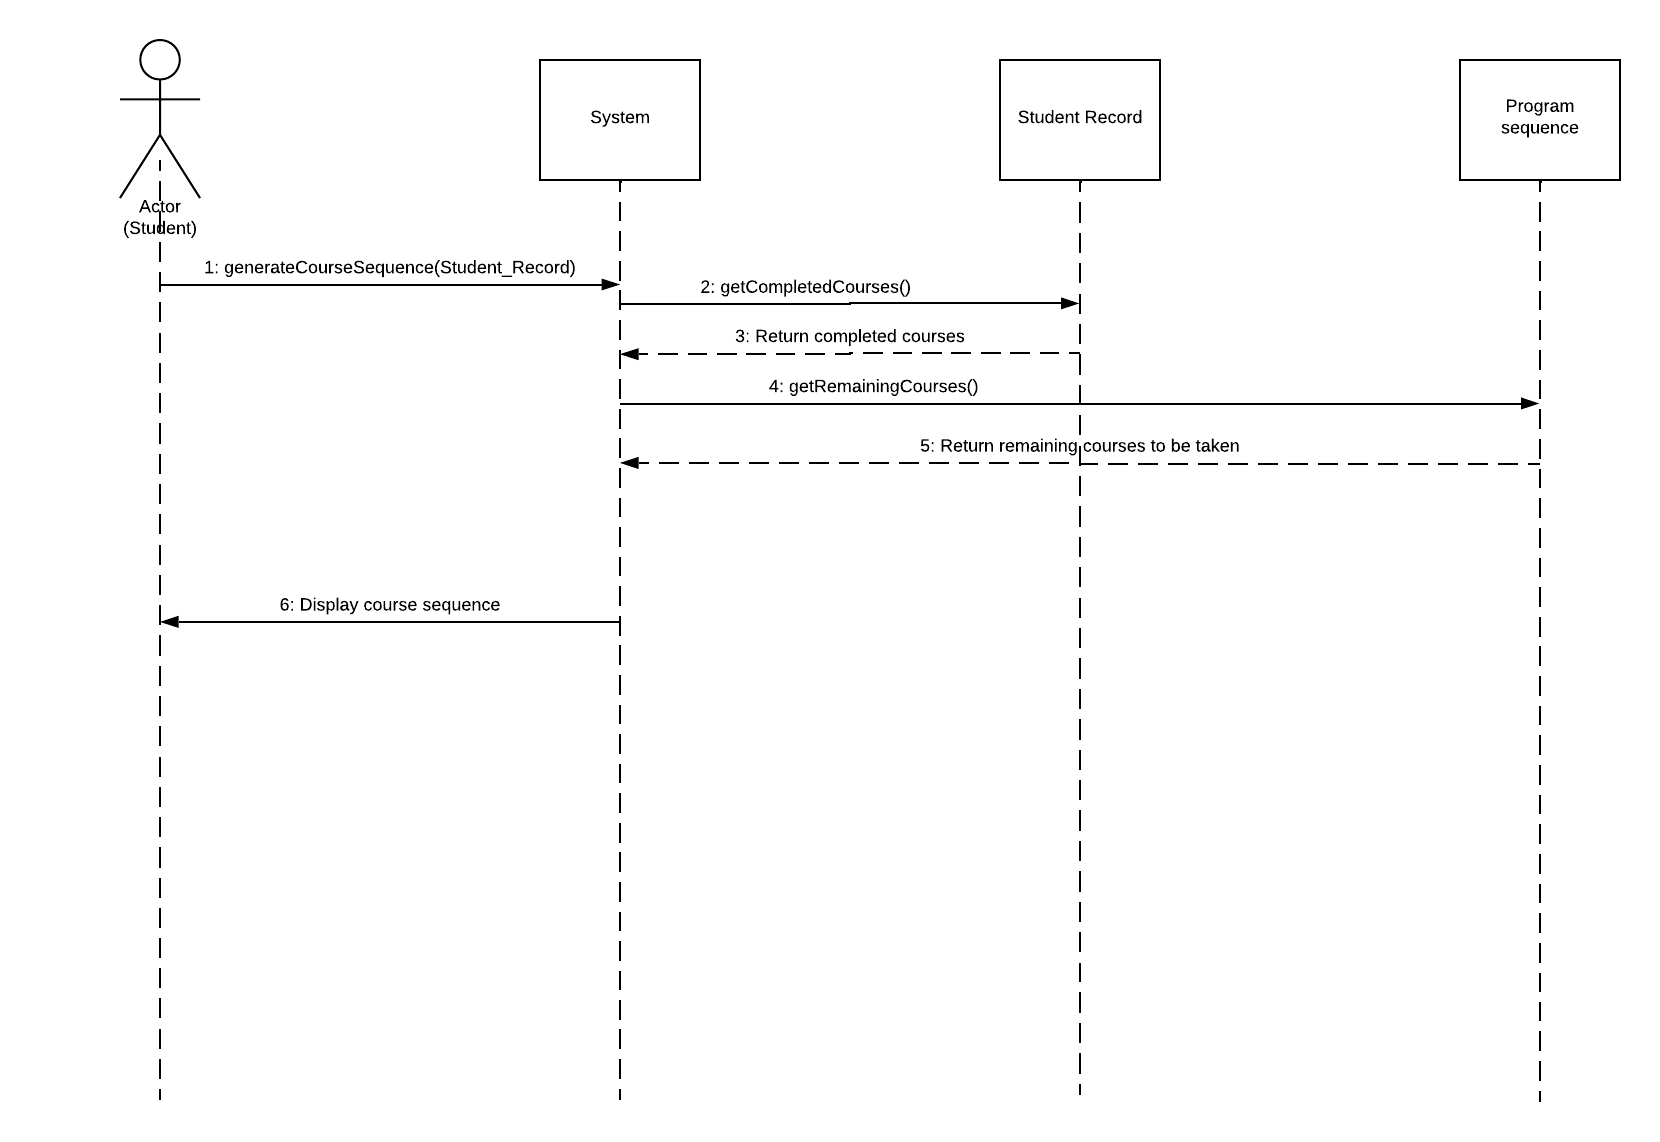 Actor
(Student)
System
Student Record
Program
sequence
1: generateCourseSequence(Student_Record)
2: getCompletedCourses()
3: Return completed courses
4: getRemainingCourses()
5: Return remaining courses to be taken
6: Display course sequence